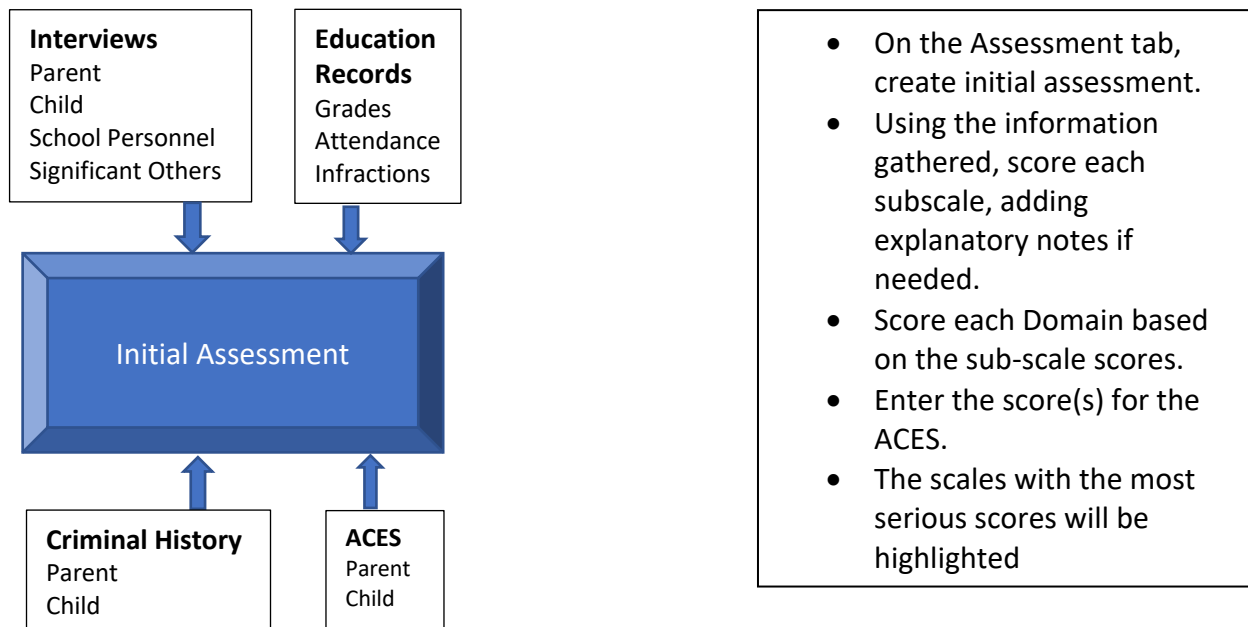 Interviews
Parent
Child
School Personnel
Significant Others
Education
Records
Grades
Attendance
Infractions
Initial Assessment
Criminal History
Parent
Child
ACES
Parent
Child
• On the Assessment tab,
create initial assessment.
• Using the information
gathered, score each
subscale, adding
explanatory notes if
needed.
• Score each Domain based
on the sub-scale scores.
• Enter the score(s) for the
ACES.
• The scales with the most
serious scores will be
highlighted